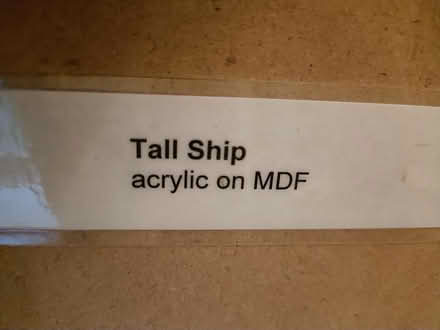 Tall Ship
acrylic on MDF